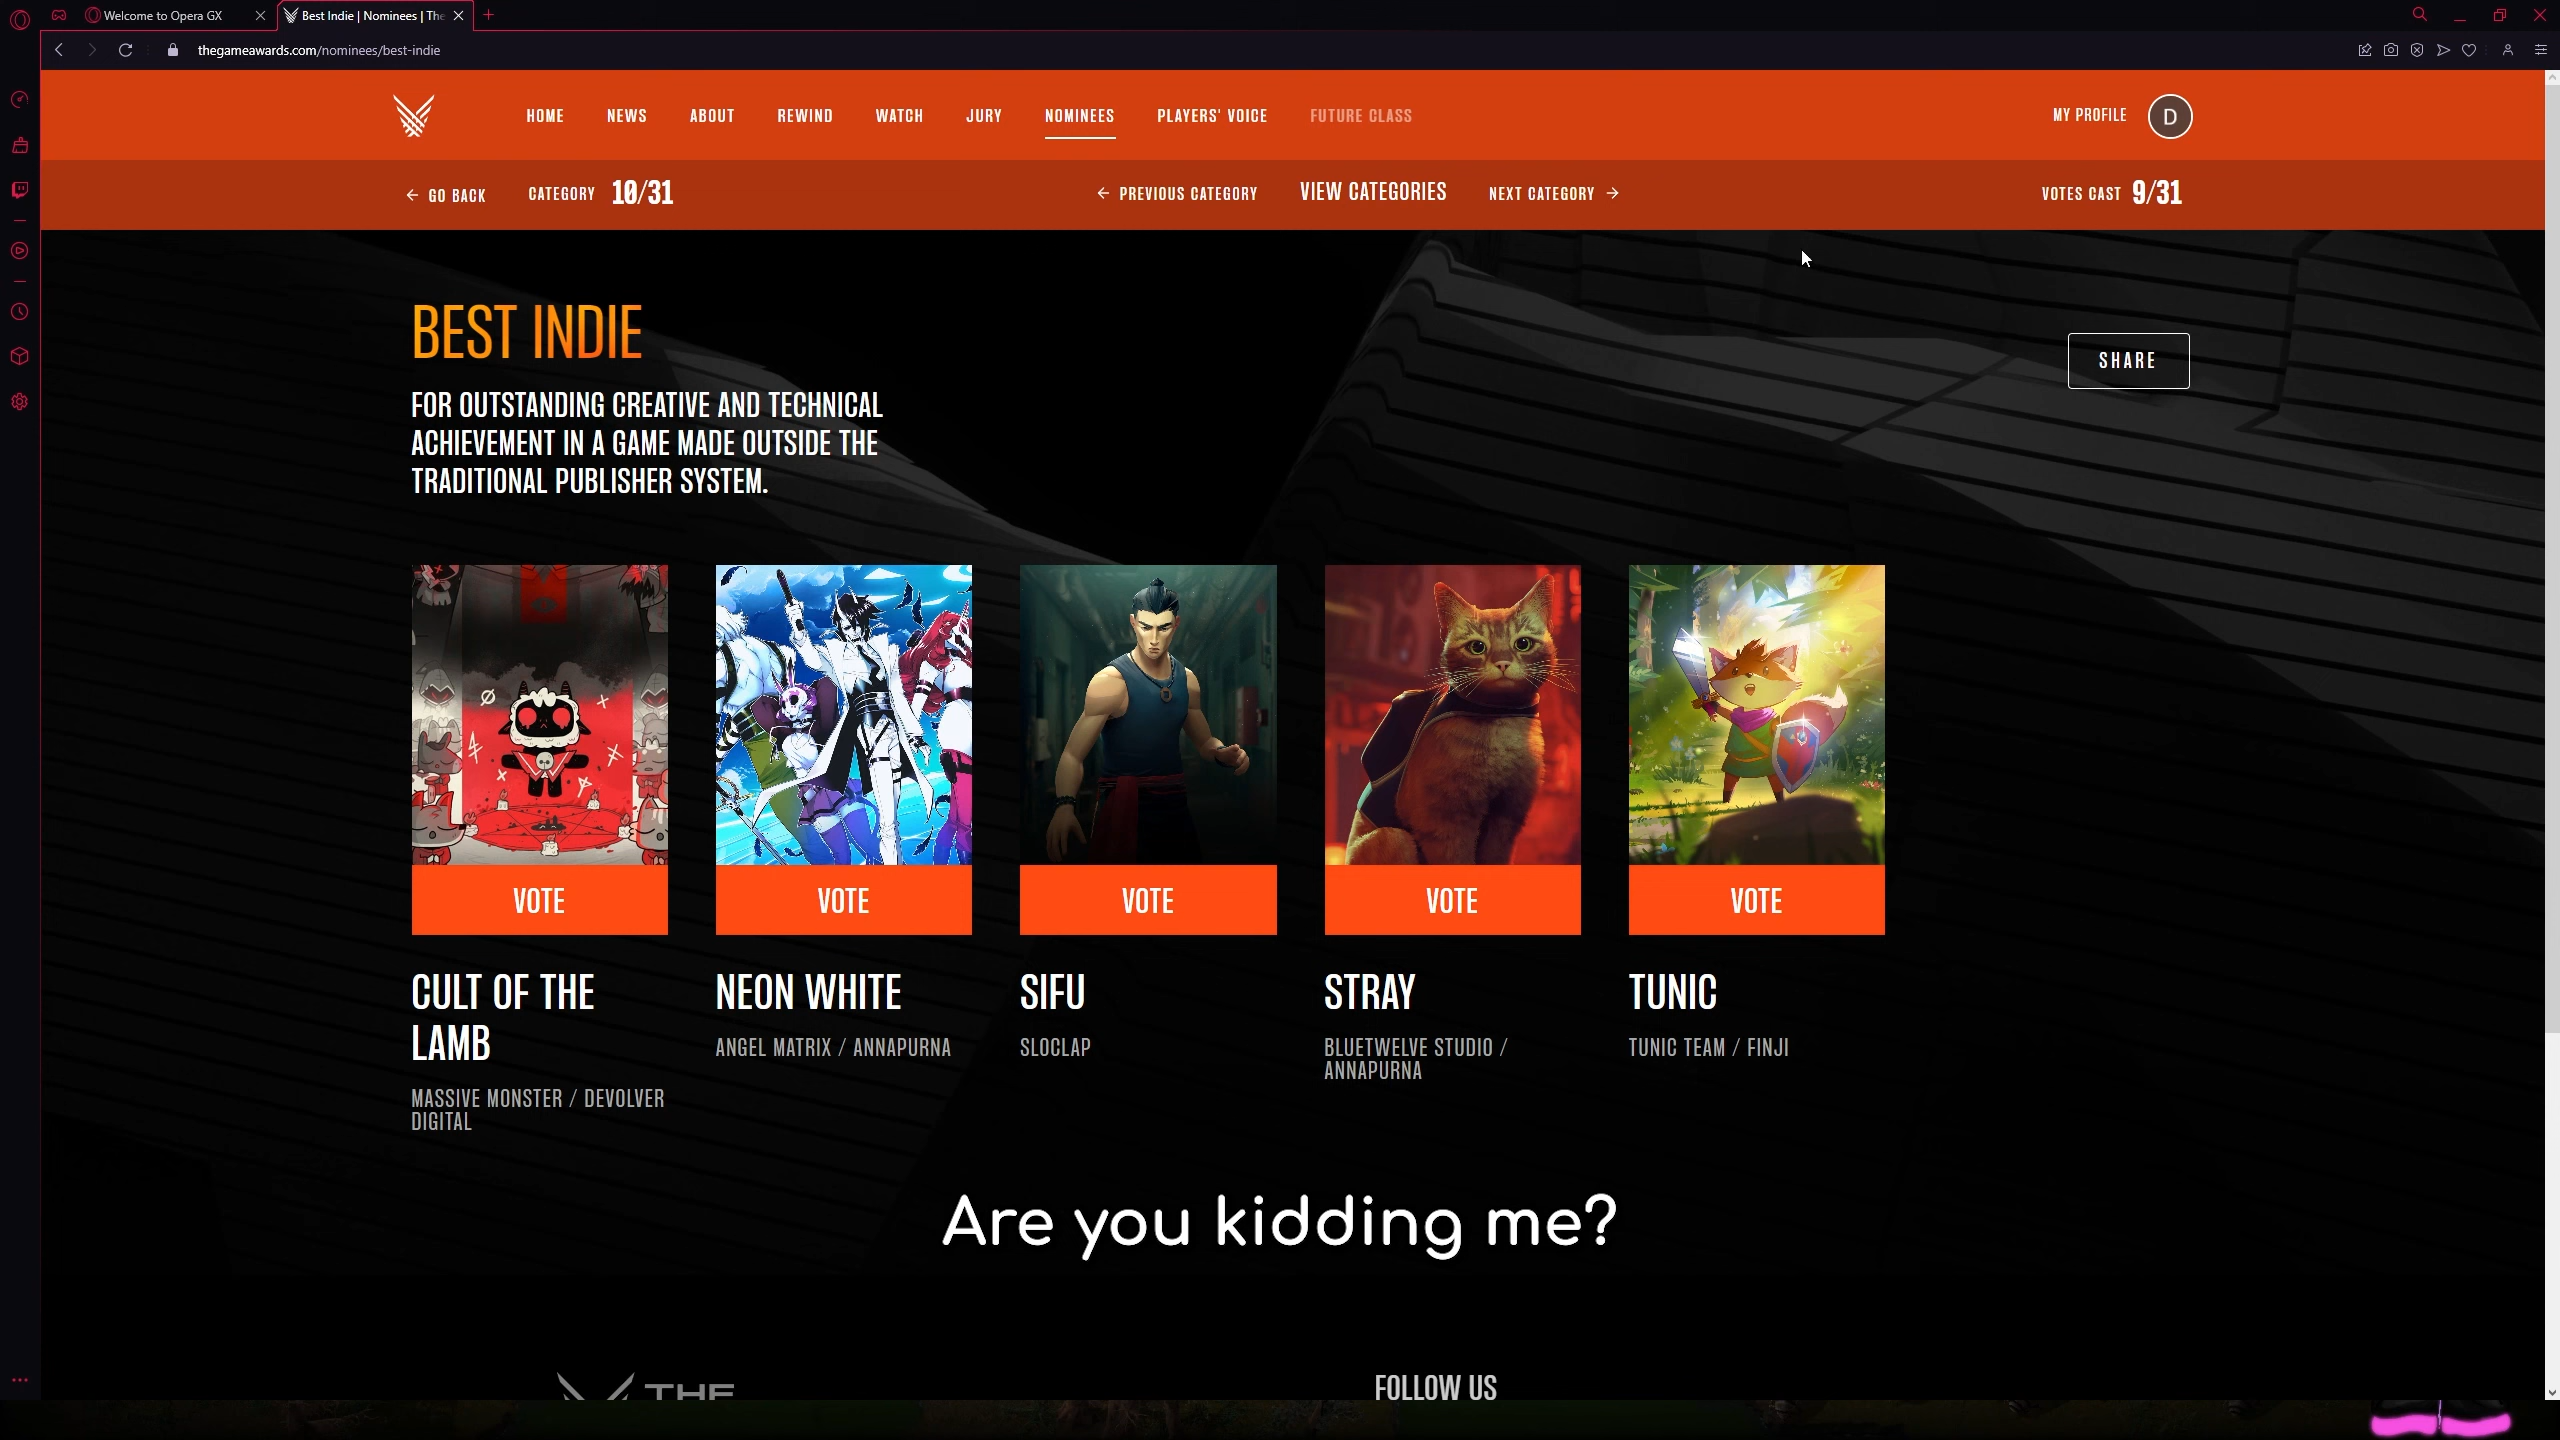 Welcome to Opera GX
Best Indie | Nominees | The
thegameawards.com/nominees/best-indie
HOME NEWS ABOUT REWIND WATCH JURY NOMINEES PLAYERS' VOICE FUTURE CLASS MY PROFILE D
GO BACK CATEGORY 10/31 PREVIOUS CATEGORY VIEW CATEGORIES NEXT CATEGORY VOTES CAST 9/31
BEST INDIE
SHARE
FOR OUTSTANDING CREATIVE AND TECHNICAL
ACHIEVEMENT IN A GAME MADE OUTSIDE THE
TRADITIONAL PUBLISHER SYSTEM.
VOTE VOTE VOTE VOTE VOTE
CULT OF THE
LAMB
MASSIVE MONSTER / DEVOLVER
DIGITAL
NEON WHITE
ANGEL MATRIX / ANNAPURNA
SIFU
SLOCLAP
STRAY
BLUETWELVE STUDIO /
ANNAPURNA
TUNIC
TUNIC TEAM / FINJI
Are you kidding me?
THE
FOLLOW US